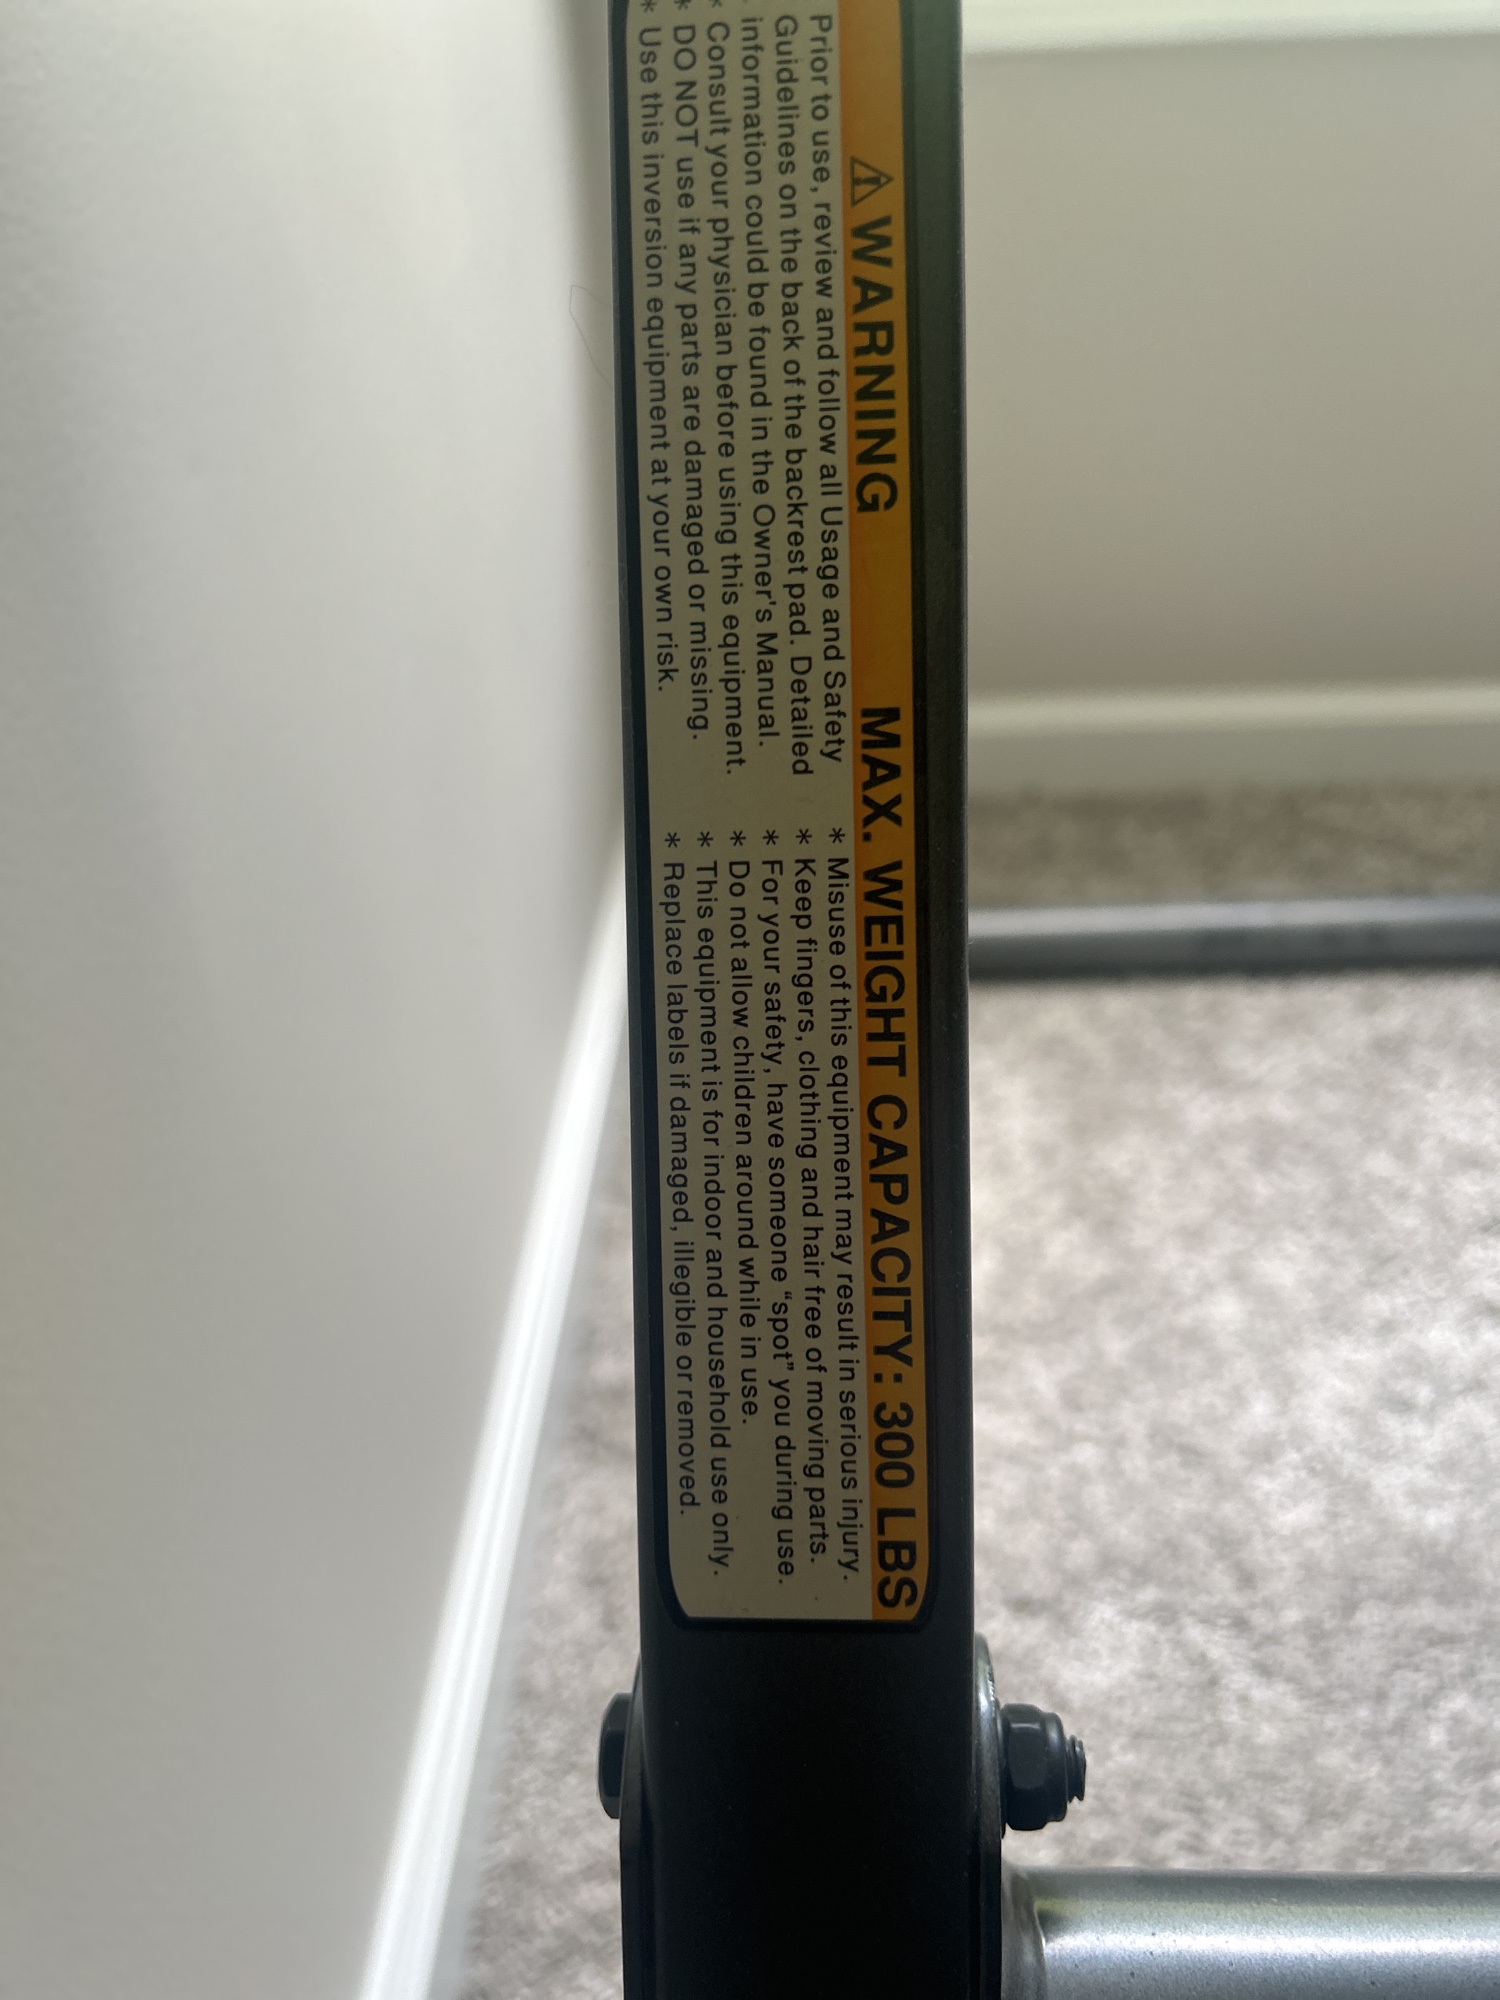 WARNING MAX. WEIGHT CAPACITY: 300 LBS
Prior to use, review and follow all Usage and Safety
Guidelines on the back of the backrest pad. Detailed
information could be found in the Owner's Manual.
* Consult your physician before using this equipment.
* DO NOT use if any parts are damaged or missing.
* Use this inversion equipment at your own risk.
* Misuse of this equipment may result in serious injury.
* Keep fingers, clothing and hair free of moving parts.
* For your safety, have someone “spot” you during use.
* Do not allow children around while in use.
* This equipment is for indoor and household use only.
* Replace labels if damaged, illegible or removed.